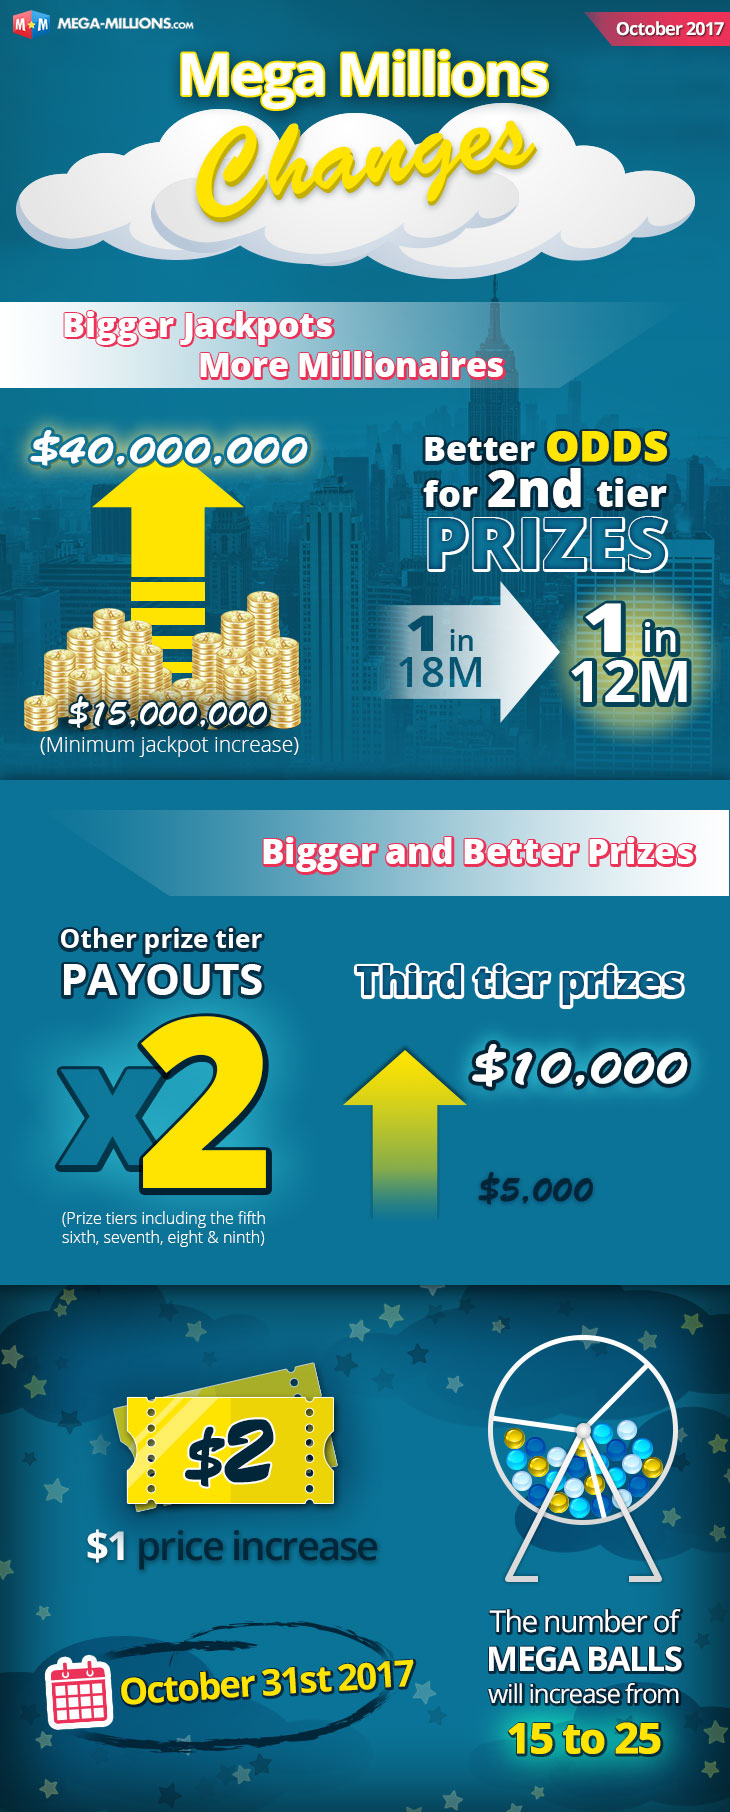 MM MEGA-MILLIONS.COM
October 2017
Mega Millions
Changes
Bigger Jackpots
More Millionaires
$40,000,000
$15,000,000
(Minimum jackpot increase)
Better ODDS
for 2nd tier
PRIZES
1 in
18M
1 in
12M
Bigger and Better Prizes
Other prize tier
PAYOUTS
x2
(Prize tiers including the fifth
sixth, seventh, eight & ninth)
Third tier prizes
$10,000
$5,000
$2
$1 price increase
October 31st 2017
The number of
MEGA BALLS
will increase from
15 to 25